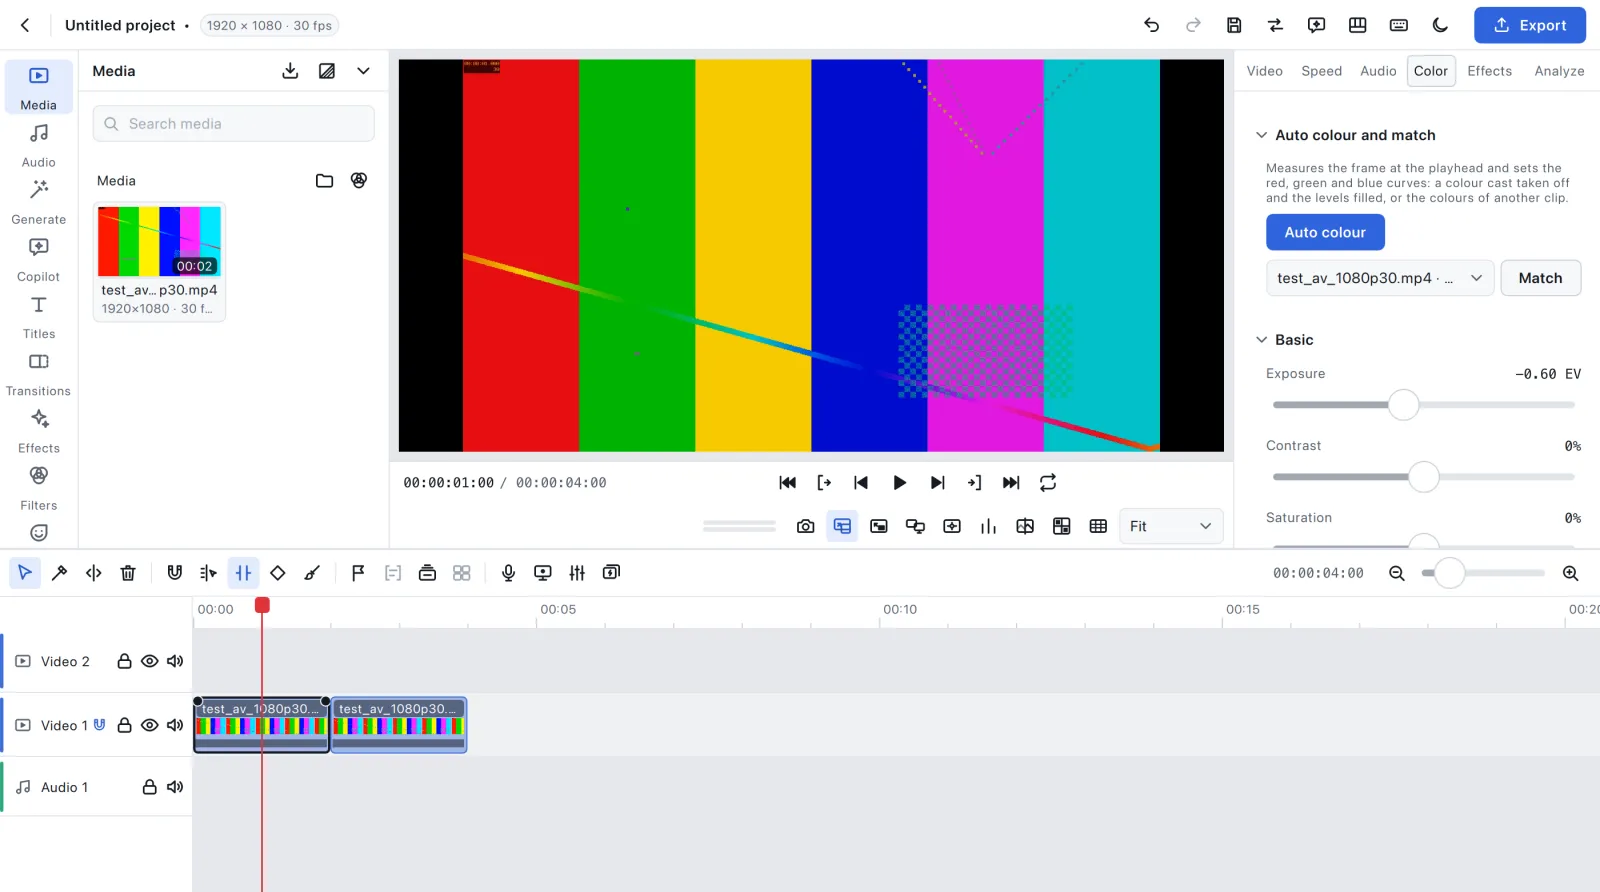 Untitled project • 1920 × 1080 · 30 fps
Export
Media
Audio
Generate
Copilot
Titles
Transitions
Effects
Filters
Media
Search media
Media
00:02
test_av…p30.mp4
1920×1080 · 30 f…
00:00:01:00 / 00:00:04:00
Fit
Video Speed Audio Color Effects Analyze
Auto colour and match
Measures the frame at the playhead and sets the
red, green and blue curves: a colour cast taken off
and the levels filled, or the colours of another clip.
Auto colour
test_av_1080p30.mp4 · …
Match
Basic
Exposure −0.60 EV
Contrast 0%
Saturation 0%
00:00:04:00
00:00 00:05 00:10 00:15 00:20
Video 2
Video 1
test_av_1080p30.… test_av_1080p30.…
Audio 1